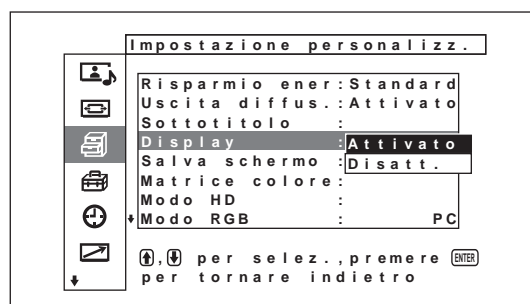 Impostazione personalizz.
Risparmio ener:Standard
Uscita diffus.:Attivato
Sottotitolo :
Display :Attivato
Salva schermo :Disatt.
Matrice colore:
Modo HD :
Modo RGB : PC
, per selez.,premere ENTER
per tornare indietro